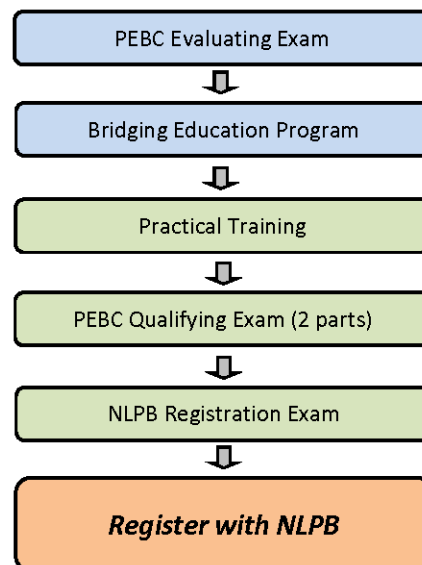 PEBC Evaluating Exam
Bridging Education Program
Practical Training
PEBC Qualifying Exam (2 parts)
NLPB Registration Exam
Register with NLPB